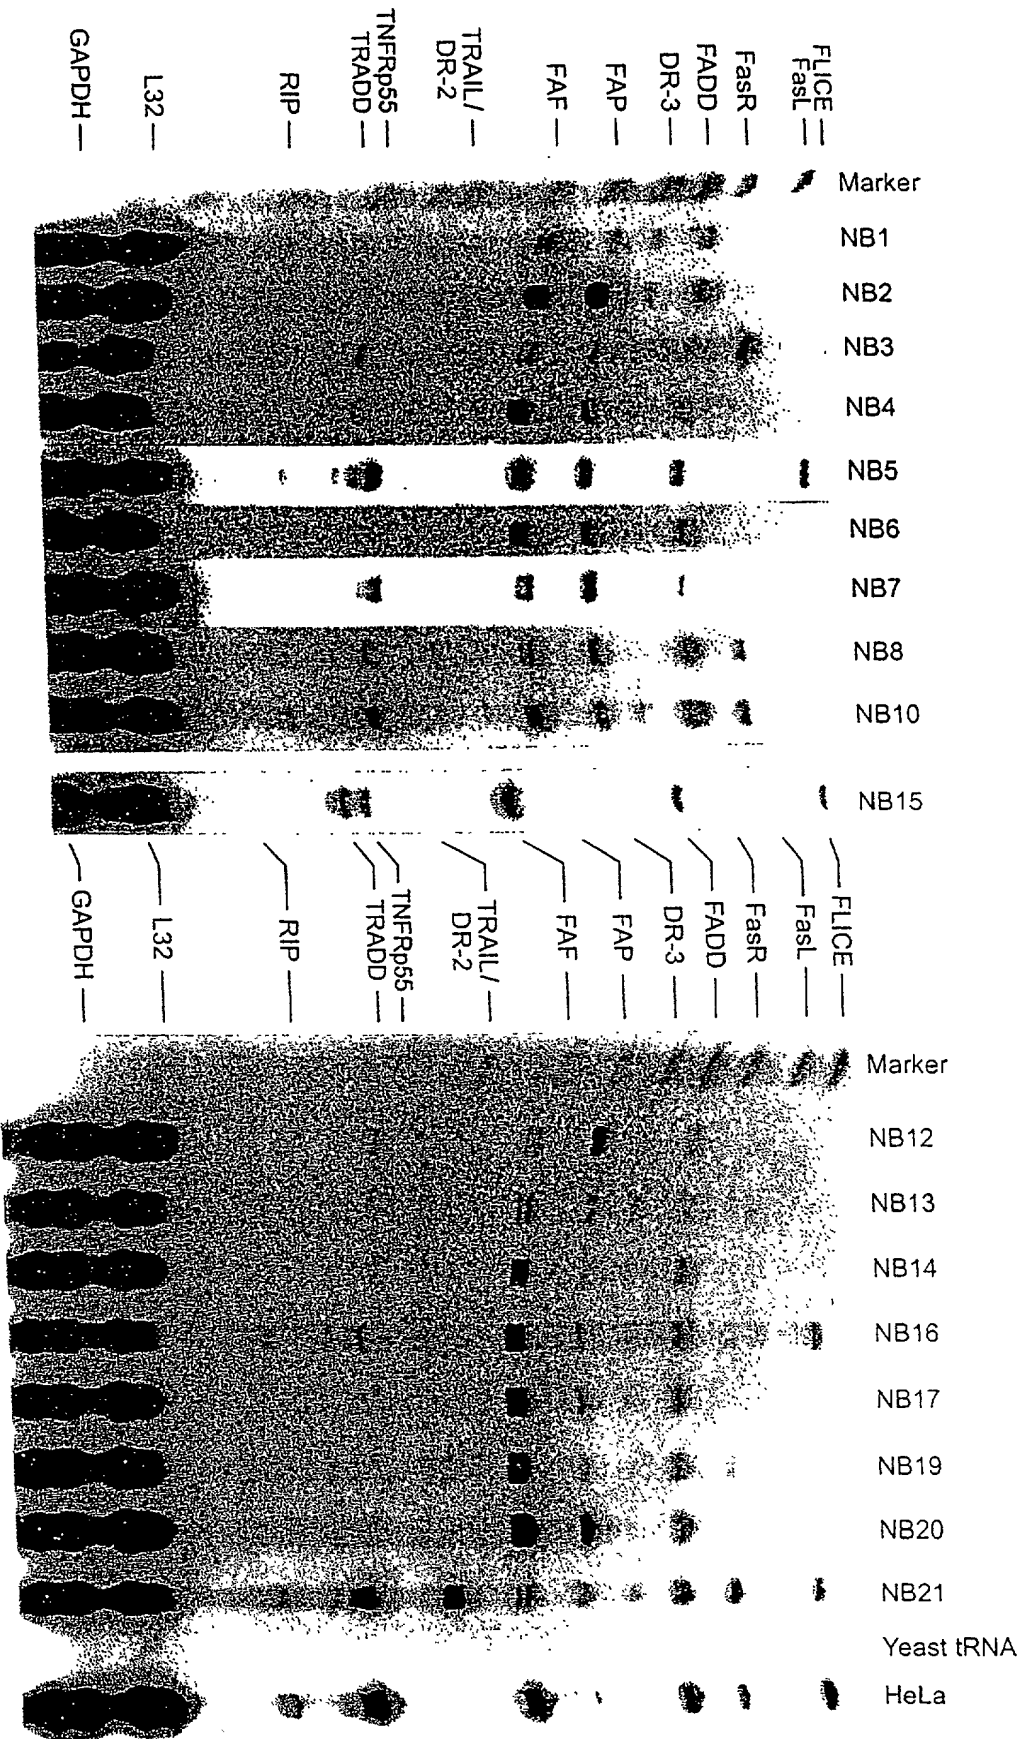 GAPDH
L32
RIP
TNFRp55
TRADD
TRAIL/
DR-2
FAF
FAP
DR-3
FADD
FasR
FLICE
FasL
Marker
NB1
NB2
NB3
NB4
NB5
NB6
NB7
NB8
NB10
NB15
GAPDH
L32
RIP
TNFRp55
TRADD
TRAIL/
DR-2
FAF
FAP
DR-3
FADD
FasR
FasL
FLICE
Marker
NB12
NB13
NB14
NB16
NB17
NB19
NB20
NB21
Yeast tRNA
HeLa